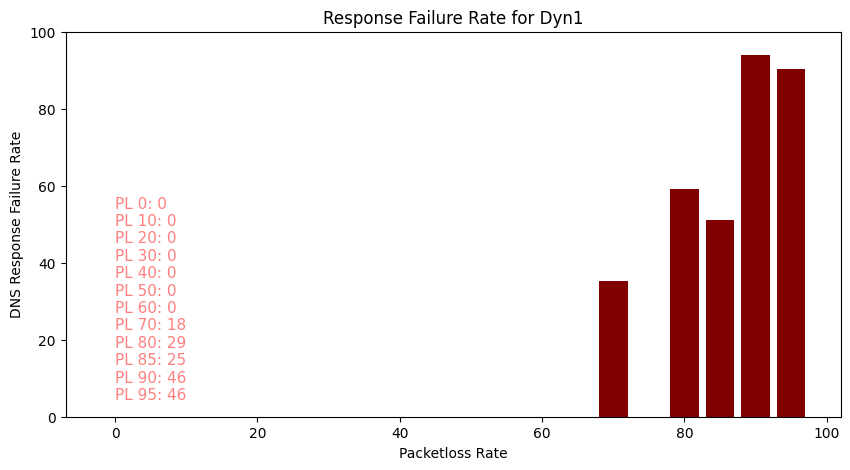 Response Failure Rate for Dyn1
100
80
60
40
20
0
DNS Response Failure Rate
PL 0: 0
PL 10: 0
PL 20: 0
PL 30: 0
PL 40: 0
PL 50: 0
PL 60: 0
PL 70: 18
PL 80: 29
PL 85: 25
PL 90: 46
PL 95: 46
0 20 40 60 80 100
Packetloss Rate